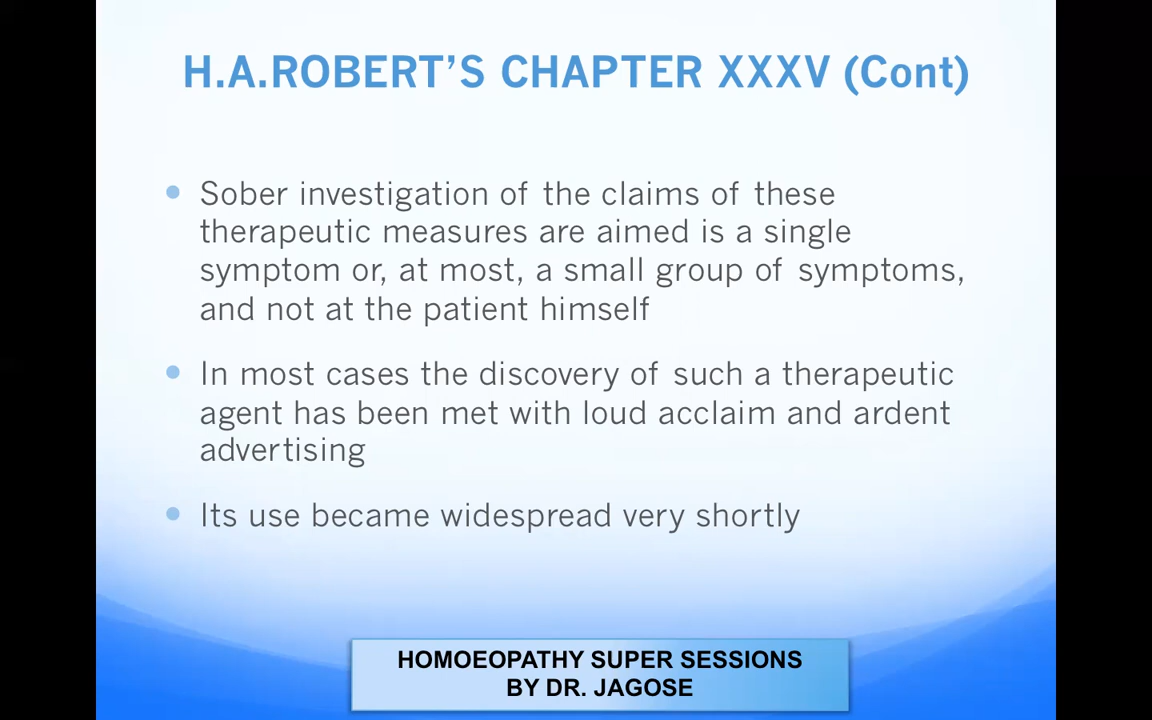 H.A.ROBERT’S CHAPTER XXXV (Cont)
• Sober investigation of the claims of these
therapeutic measures are aimed is a single
symptom or, at most, a small group of symptoms,
and not at the patient himself
• In most cases the discovery of such a therapeutic
agent has been met with loud acclaim and ardent
advertising
• Its use became widespread very shortly
HOMOEOPATHY SUPER SESSIONS
BY DR. JAGOSE